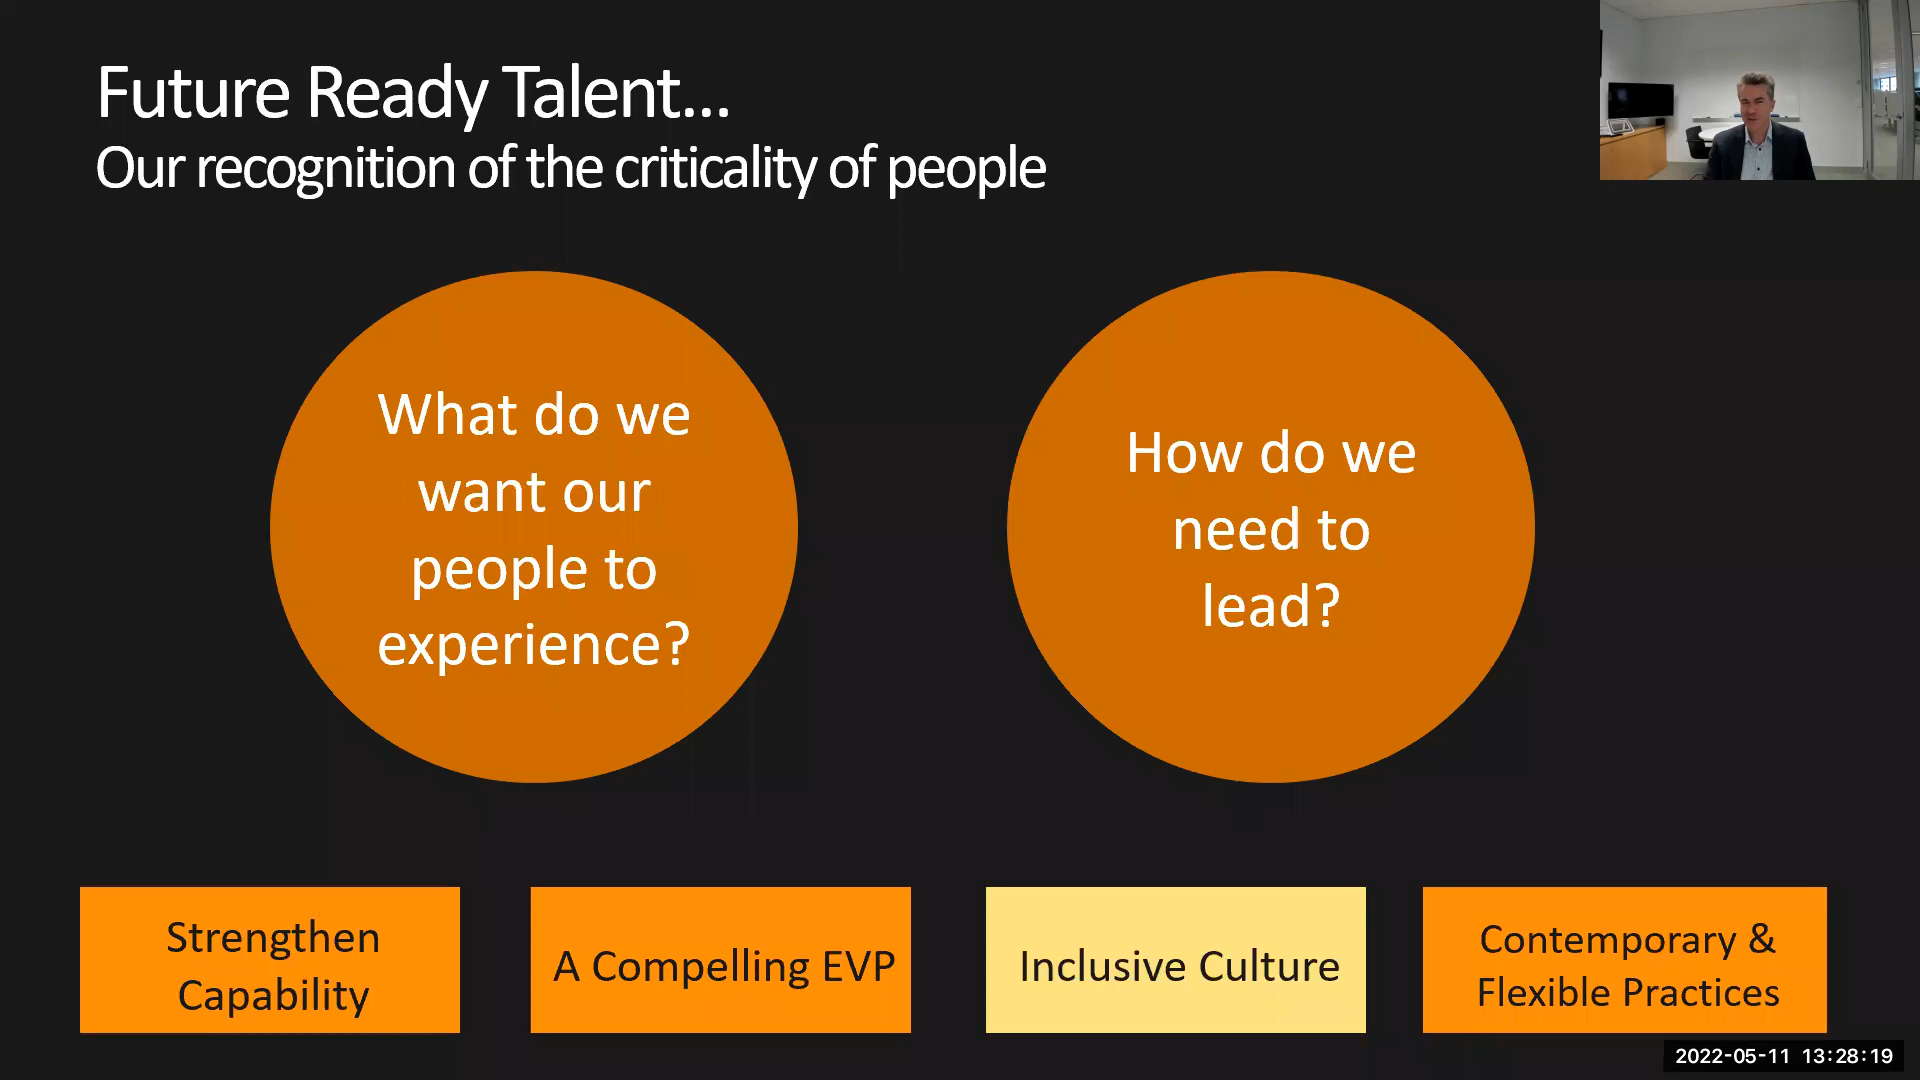 Future Ready Talent...
Our recognition of the criticality of people
What do we
want our
people to
experience?
How do we
need to
lead?
Strengthen
Capability
A Compelling EVP
Inclusive Culture
Contemporary &
Flexible Practices
2022-05-11 13:28:19